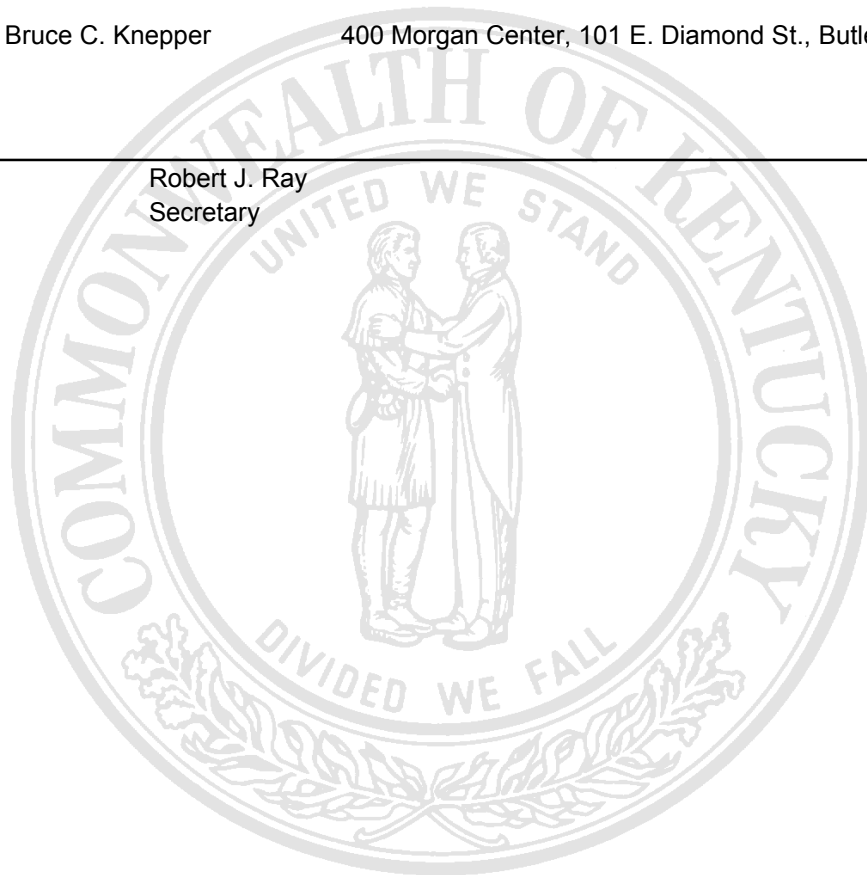 Bruce C. Knepper 400 Morgan Center, 101 E. Diamond St., Butl
Robert J. Ray
Secretary
COMMONWEALTH OF KENTUCKY
UNITED WE STAND
DIVIDED WE FALL